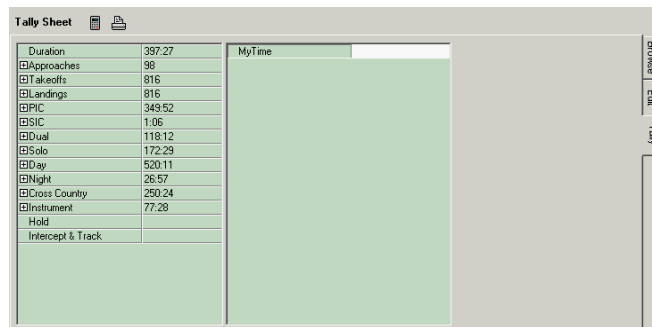 Tally Sheet
Duration 397:27
Approaches 98
Takeoffs 816
Landings 816
PIC 349:52
SIC 1:06
Dual 118:12
Solo 172:29
Day 520:11
Night 26:57
Cross Country 250:24
Instrument 77:28
Hold
Intercept & Track
MyTime
Browse
Edit
Tally